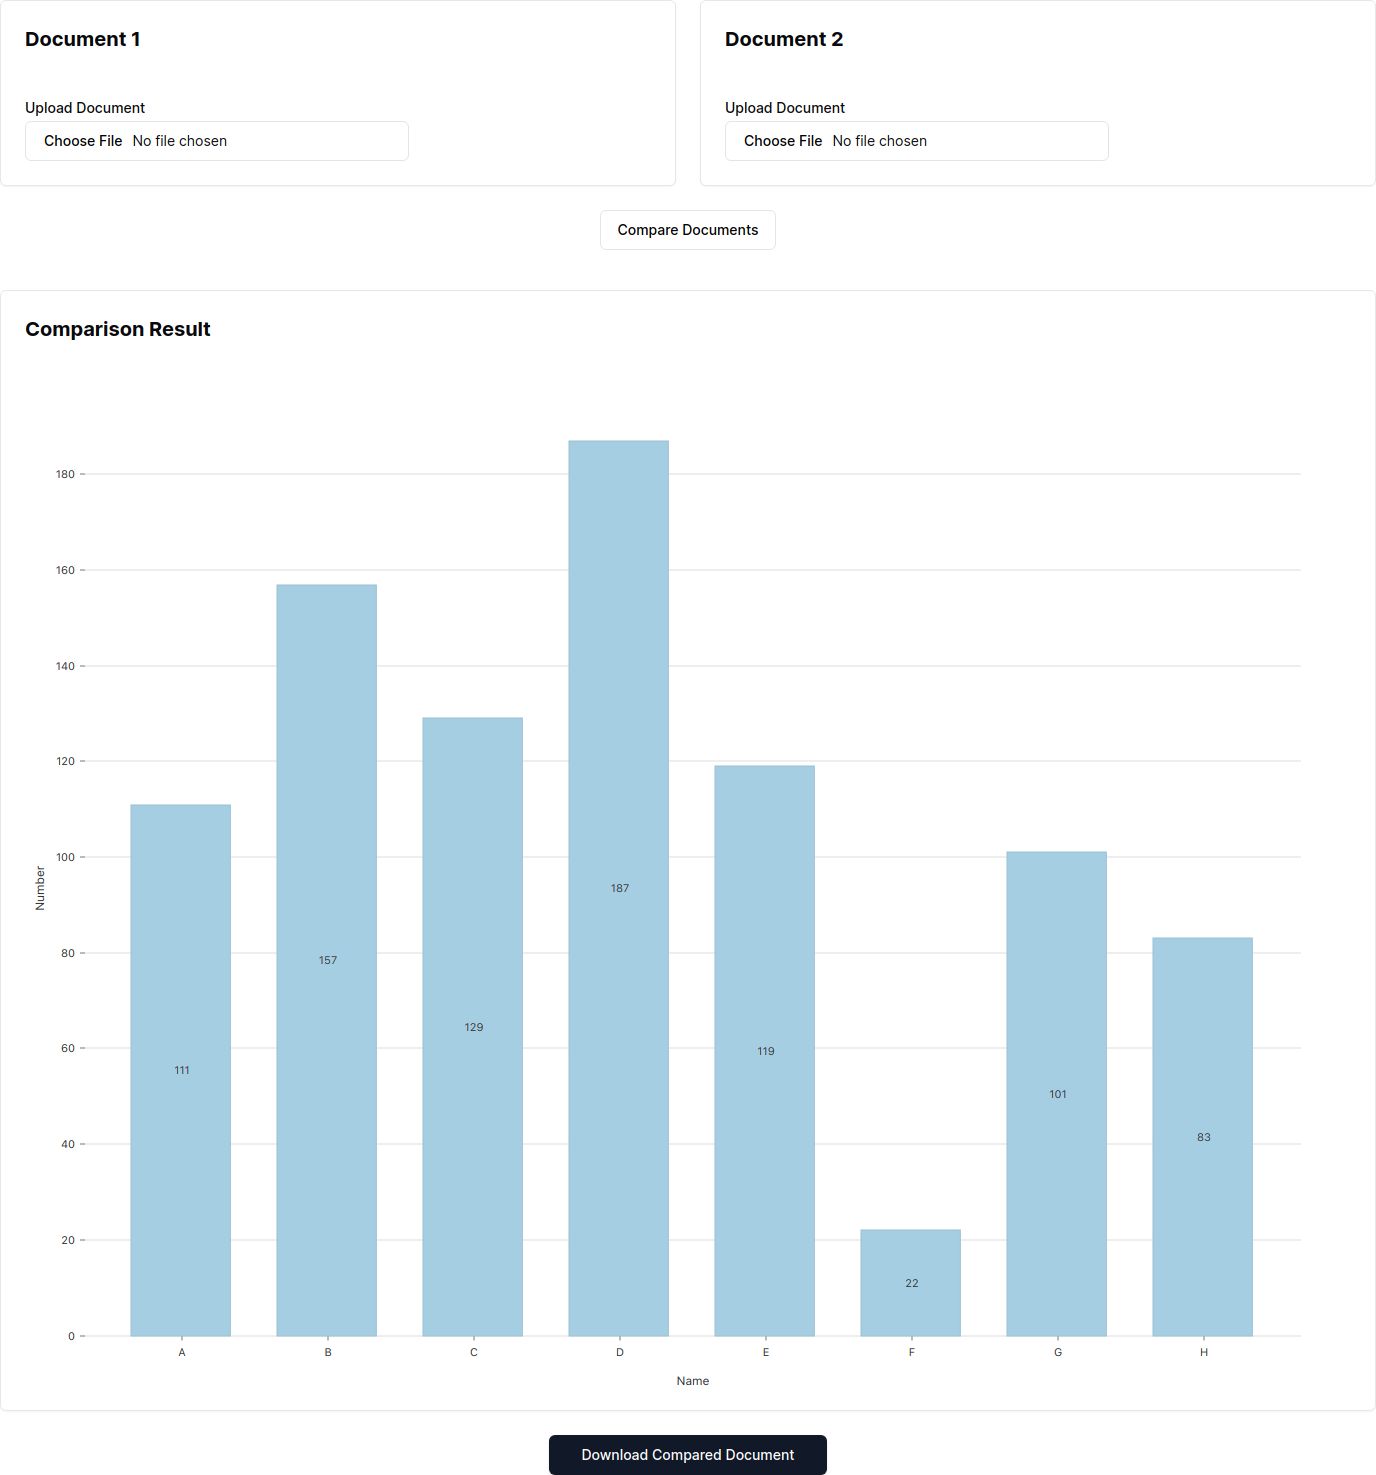 Document 1
Document 2
Upload Document
Choose File No file chosen
Upload Document
Choose File No file chosen
Compare Documents
Comparison Result
180
160
140
120
100
80
60
40
20
0
Number
111
157
129
187
119
22
101
83
A
B
C
D
E
F
G
H
Name
Download Compared Document